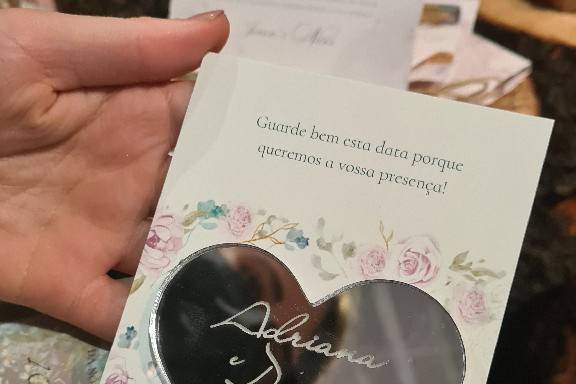 Guarde bem esta data porque
queremos a vossa presença!
Adriana